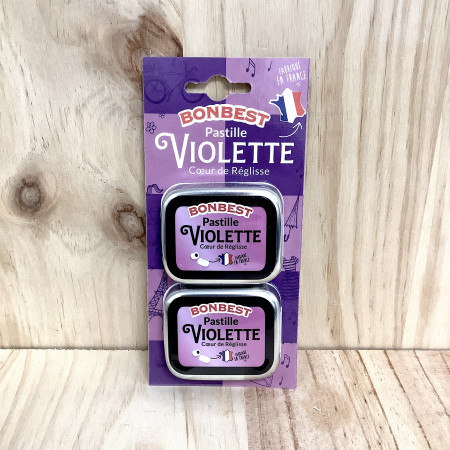 FABRIQUÉ
EN FRANCE
BONBEST
Pastille
VIOLETTE
Cœur de Réglisse
BONBEST
Pastille
VIOLETTE
Cœur de Réglisse
BONBEST
Pastille
VIOLETTE
Cœur de Réglisse